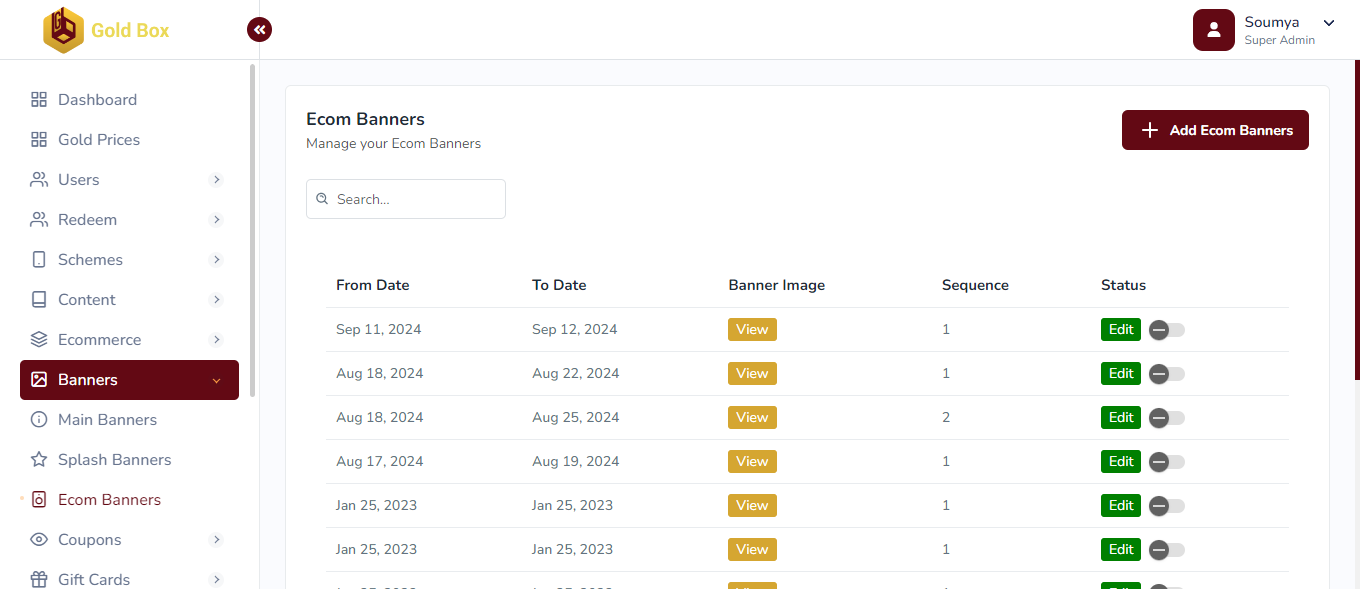 Gold Box
Soumya
Super Admin
Dashboard
Gold Prices
Users
Redeem
Schemes
Content
Ecommerce
Banners
Main Banners
Splash Banners
Ecom Banners
Coupons
Gift Cards
Ecom Banners
Manage your Ecom Banners
Add Ecom Banners
Search...
From Date To Date Banner Image Sequence Status
Sep 11, 2024 Sep 12, 2024 View 1 Edit
Aug 18, 2024 Aug 22, 2024 View 1 Edit
Aug 18, 2024 Aug 25, 2024 View 2 Edit
Aug 17, 2024 Aug 19, 2024 View 1 Edit
Jan 25, 2023 Jan 25, 2023 View 1 Edit
Jan 25, 2023 Jan 25, 2023 View 1 Edit